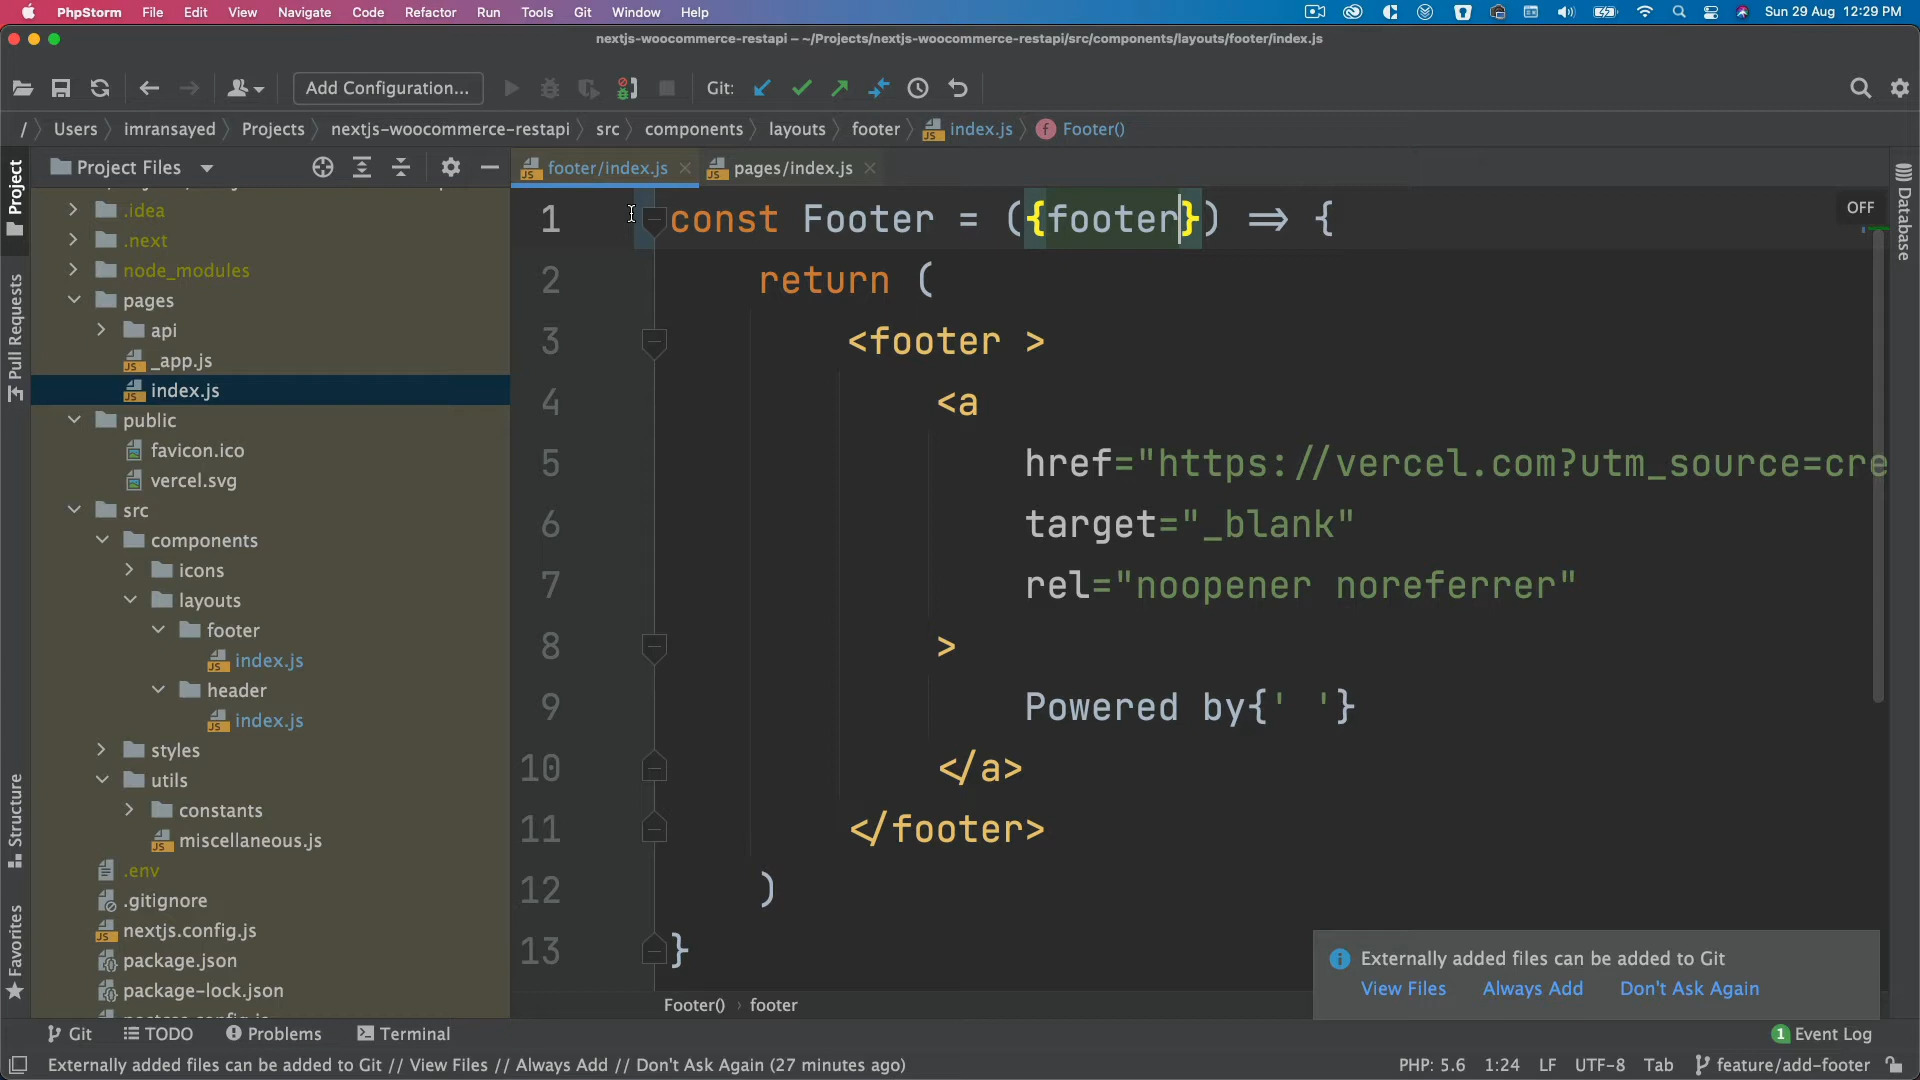 PhpStorm File Edit View Navigate Code Refactor Run Tools Git Window Help Sun 29 Aug 12:29 PM
nextjs-woocommerce-restapi – ~/Projects/nextjs-woocommerce-restapi/src/components/layouts/footer/index.js
Add Configuration... Git:
/ Users imransayed Projects nextjs-woocommerce-restapi src components layouts footer index.js Footer()
Project Files footer/index.js pages/index.js
Project
Pull Requests
Structure
Favorites
Database
.idea
.next
node_modules
pages
api
_app.js
index.js
public
favicon.ico
vercel.svg
src
components
icons
layouts
footer
index.js
header
index.js
styles
utils
constants
miscellaneous.js
.env
.gitignore
nextjs.config.js
package.json
package-lock.json
OFF
1 const Footer = ({footer}) => {
2 return (
3 <footer >
4 <a
5 href="https://vercel.com?utm_source=cre
6 target="_blank"
7 rel="noopener noreferrer"
8 >
9 Powered by{' '}
10 </a>
11 </footer>
12 )
13 }
Externally added files can be added to Git
View Files Always Add Don't Ask Again
Footer() footer
Git TODO Problems Terminal 1 Event Log
Externally added files can be added to Git // View Files // Always Add // Don't Ask Again (27 minutes ago) PHP: 5.6 1:24 LF UTF-8 Tab feature/add-footer